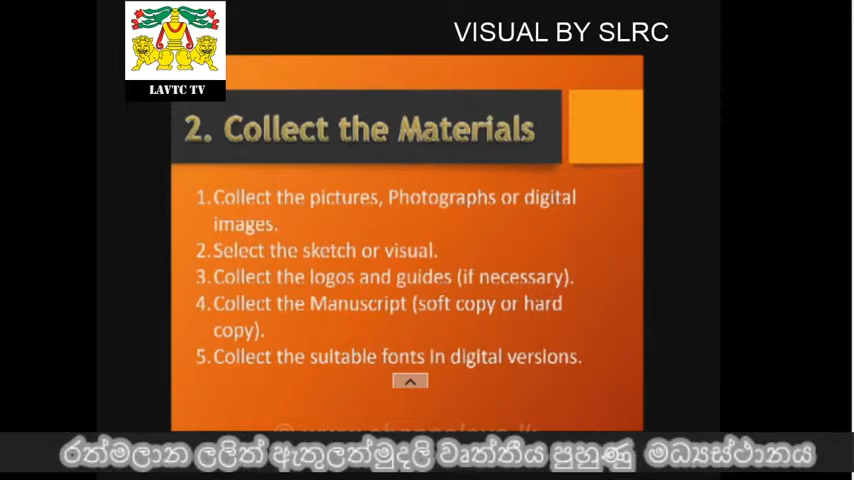 VISUAL BY SLRC
LAVTC TV
2. Collect the Materials
1. Collect the pictures, Photographs or digital
images.
2. Select the sketch or visual.
3. Collect the logos and guides (if necessary).
4. Collect the Manuscript (soft copy or hard
copy).
5. Collect the suitable fonts in digital versions.
රත්මලාන ලලිත් ඇතුලත්මුදලි වෘත්තීය පුහුණු මධ්‍යස්ථානය